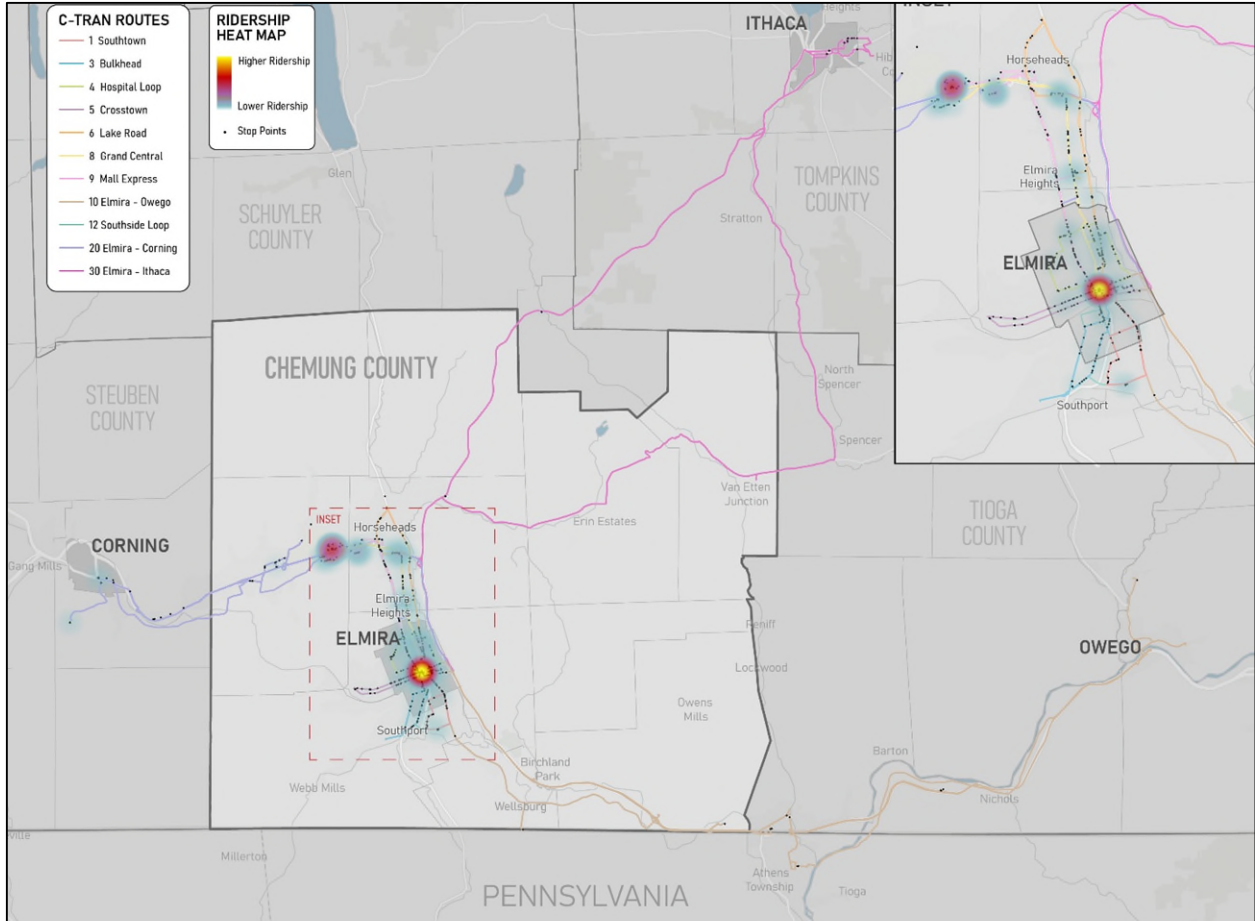 C-TRAN ROUTES
1 Southtown
3 Bulkhead
4 Hospital Loop
5 Crosstown
6 Lake Road
8 Grand Central
9 Mall Express
10 Elmira - Owego
12 Southside Loop
20 Elmira - Corning
30 Elmira - Ithaca
RIDERSHIP
HEAT MAP
Higher Ridership
Lower Ridership
Stop Points
Heights
ITHACA
Glen
SCHUYLER
COUNTY
TOMPKINS
COUNTY
Stratton
Horseheads
Elmira
Heights
ELMIRA
Southport
CHEMUNG COUNTY
STEUBEN
COUNTY
North
Spencer
Spencer
Van Etten
Junction
Erin Estates
TIOGA
COUNTY
INSET
Horseheads
CORNING
Gang Mills
Elmira
Heights
ELMIRA
Southport
Reniff
Lockwood
OWEGO
Owens
Mills
Barton
Nichols
Birchland
Park
Webb Mills
Wellsburg
ville
Millerton
Athens
Township
Tioga
PENNSYLVANIA